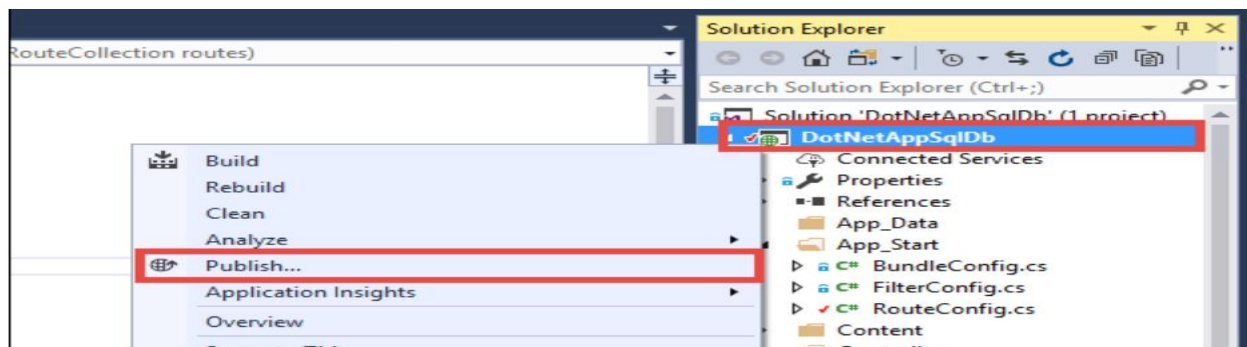 Solution Explorer
RouteCollection routes)
Search Solution Explorer (Ctrl+;)
Solution 'DotNetAppSqlDb' (1 project)
DotNetAppSqlDb
Connected Services
Properties
References
App_Data
App_Start
C# BundleConfig.cs
C# FilterConfig.cs
C# RouteConfig.cs
Content
Build
Rebuild
Clean
Analyze
Publish...
Application Insights
Overview